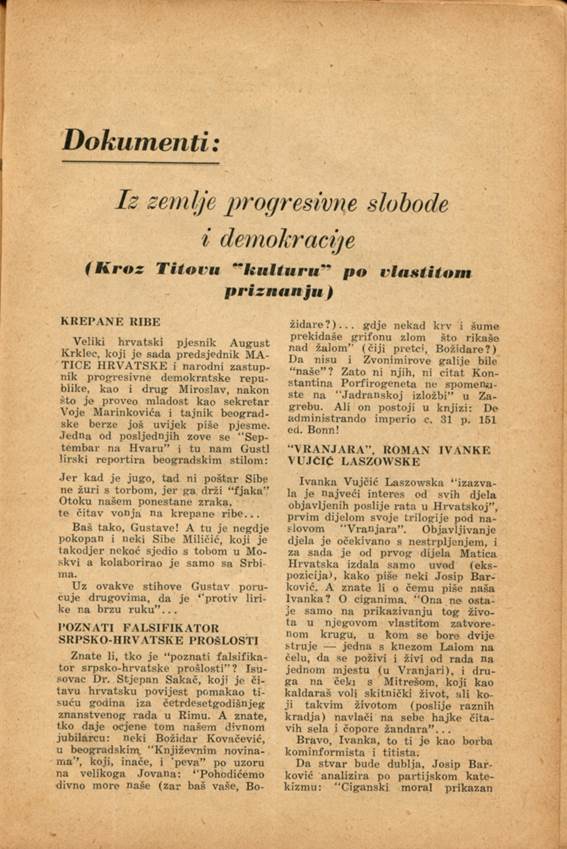 Dokumenti:
Iz zemlje progresivne slobode
i demokracije
(Kroz Titovu "kulturu" po vlastitom
priznanju)
KREPANE RIBE
Veliki hrvatski pjesnik August
Krklec, koji je sada predsjednik MA-
TICE HRVATSKE i narodni zastup-
nik progresivne demokrntske repu-
blike, kao i drug Miroslav, nakon
što je proveo mladost kao sekretar
Voje Marinkovića i tajnik beograd-
ske berze još uvijek piše pjesme.
Jedna od posljednjih zove se "Sep-
tembar na Hvaru" i tu nam Gustl
lirski reportira beogradskim stilom:
Jer kad je jugo, tad ni poštar Sibe
ne žuri s torbom, jer ga drži "fjaka"
Otoku našem ponestane zraka,
te čitav vonja na krepane ribe...
Baš tako, Gustave! A tu je negdje
pokopan i neki Sibe Miličić, koji je
takodjer nekoć sjedio s tobom u Mo-
skvi a kolaborirao je samo sa Srbi-
ma.
Uz ovakve stihove Gustav poru-
čuje drugovima, da je "protiv liri-
ke na brzu ruku"...
POZNATI FALSIFIKATOR
SRPSKO-HRVATSKE PROŠLOSTI
Znate li, tko je "poznati falsifika-
tor srpsko-hrvatske prošlosti"? Isu-
sovac Dr. Stjepan Sakač, koji je či-
tavu hrvatsku povijest pomakao ti-
suću godina iza četrdesetgodišnjeg
znanstvenog rada u Rimu. A znate,
tko daje ocjene tom našem divnom
jubilarcu: neki Božidar Kovačević,
u beogradskim "Književnim novina-
ma", koji, inače, i 'peva" po uzoru
na velikoga Jovana: "Pohodićemo
divno more naše (zar baš vaše, Bo-
židare?)... gdje nekad krv i šume
prekidaše grifonu zlom što rikaše
nad žalom" (čiji pretci, Božidare?)
Da nisu i Zvonimirove galije bile
"naše"? Zato ni njih, ni citat Kon-
stantina Porfirogeneta ne spomenu-
ste na "Jadranskoj izložbi" u Za-
grebu. Ali on postoji u knjizi: De
administrando imperio c. 31 p. 151
ed. Bonn!
"VRANJARA", ROMAN IVANKE
VUJČIĆ LASZOWSKE
Ivanka Vujčić Laszowska "izazva-
la je najveći interes od svih djela
objavljenih poslije rata u Hrvatskoj",
prvim dijelom svoje trilogije pod na-
slovom "Vranjara". Objavljivanje
djela je očekivano s nestrpljenjem, i
za sada je od prvog dijela Matica
Hrvatska izdala samo uvod (eks-
pozicija), kako piše neki Josip Bar-
ković. A znate li o čemu piše naša
Ivanka? O ciganima. "Ona ne osta-
je samo na prikazivanju tog živo-
ta u njegovom vlastitom zatvore-
nom krugu, u kom se bore dvije
struje — jedna s knezom Lalom na
čelu, da se poživi i živi od rada na
jednom mjestu (u Vranjari), i dru-
ga na čeki s Mitrešom, koji kao
kaldaraš voli skitnički život, ali ko-
ji takvim životom (poslije raznih
kradja) navlači na sebe hajke čita-
vih sela i čopore žandara"...
Bravo, Ivanka, to ti je kao borba
kominformista i titista.
Da stvar bude dublja, Josip Bar-
ković analizira po partijskom kate-
kizmu: "Ciganski moral prikazan